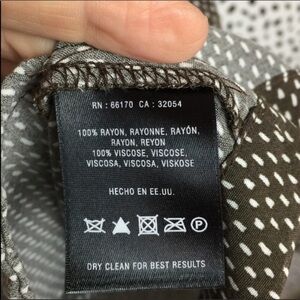 RN : 66170 CA : 32054
100% RAYON, RAYONNE, RAYÓN,
RAYON, REYON
100% VISCOSE, VISCOSE,
VISCOSA, VISCOSA, VISKOSE
HECHO EN EE.UU.
P
DRY CLEAN FOR BEST RESULTS